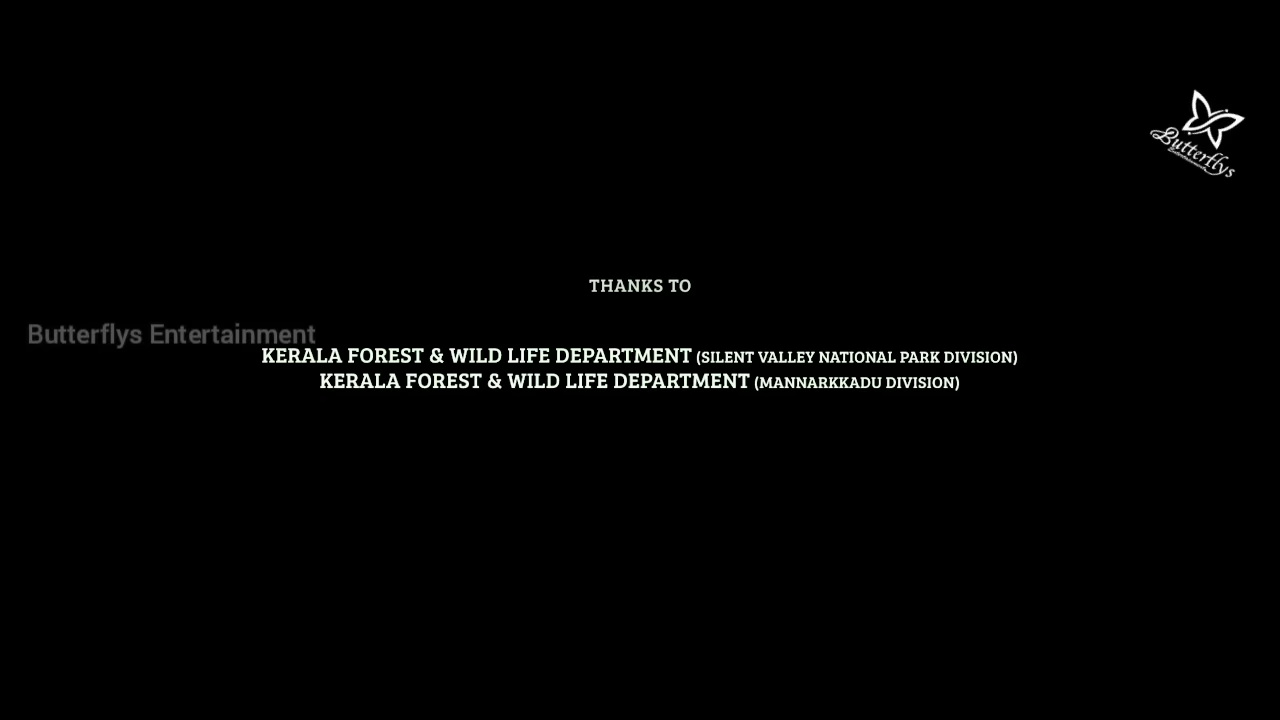 Butterflys
THANKS TO
Butterflys Entertainment
KERALA FOREST & WILD LIFE DEPARTMENT (SILENT VALLEY NATIONAL PARK DIVISION)
KERALA FOREST & WILD LIFE DEPARTMENT (MANNARKKADU DIVISION)